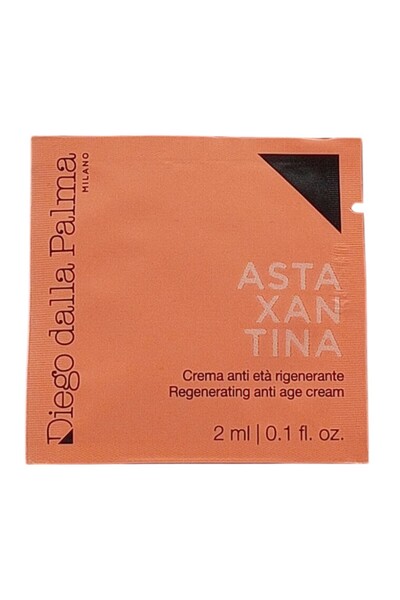 Diego dalla Palma
MILANO
ASTA
XAN
TINA
Crema anti età rigenerante
Regenerating anti age cream
2 ml | 0.1 fl. oz.